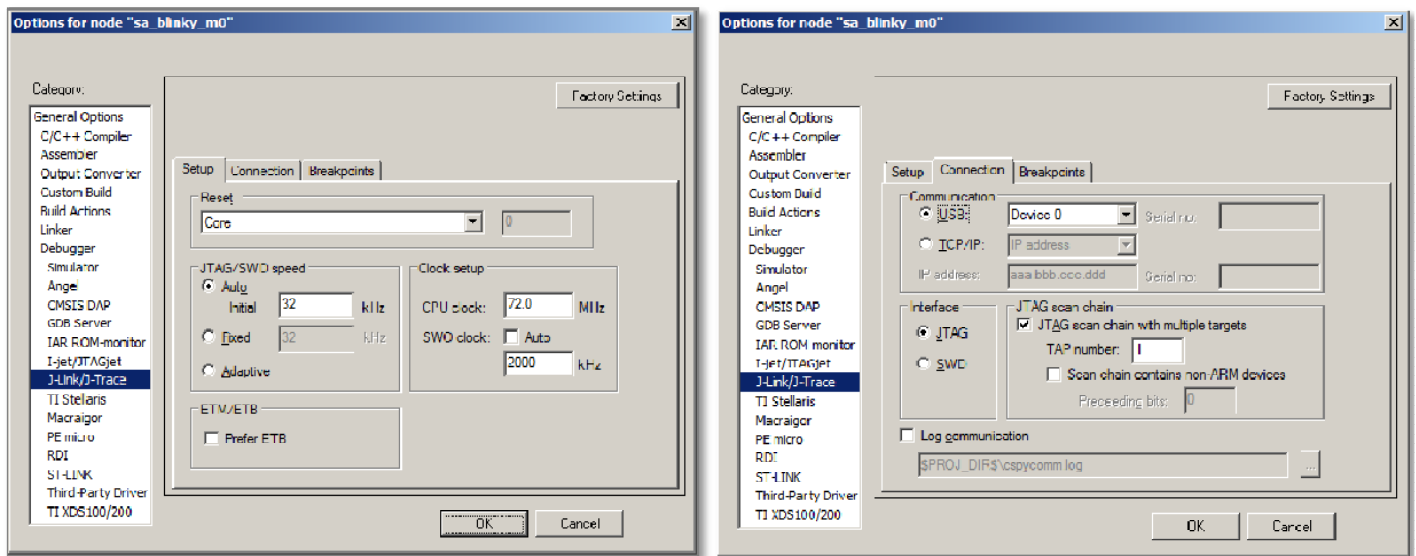 Options for node "sa_blinky_m0"
Category:
Factory Settings
General Options
C/C++ Compiler
Assembler
Output Converter
Custom Build
Build Actions
Linker
Debugger
Simulator
Angel
CMSIS DAP
GDB Server
IAR ROM-monitor
I-jet/JTAGjet
J-Link/J-Trace
TI Stellaris
Macraigor
PE micro
RDI
ST-LINK
Third-Party Driver
TI XDS100/200
Setup Connection Breakpoints
Reset
Core 0
JTAG/SWD speed
Auto
Initial 32 kHz
Fixed 32 kHz
Adaptive
Clock setup
CPU clock: 72.0 MHz
SWO clock: Auto
2000 kHz
ETM/ETB
Prefer ETB
OK Cancel
Options for node "sa_blinky_m0"
Category:
Factory Settings
General Options
C/C++ Compiler
Assembler
Output Converter
Custom Build
Build Actions
Linker
Debugger
Simulator
Angel
CMSIS DAP
GDB Server
IAR ROM-monitor
I-jet/JTAGjet
J-Link/J-Trace
TI Stellaris
Macraigor
PE micro
RDI
ST-LINK
Third-Party Driver
TI XDS100/200
Setup Connection Breakpoints
Communication
USB: Device 0 Serial no:
TCP/IP: IP address
IP address: aaa.bbb.ccc.ddd Serial no:
Interface
JTAG
SWD
JTAG scan chain
JTAG scan chain with multiple targets
TAP number:
Scan chain contains non-ARM devices
Preceeding bits: 0
Log communication
$PROJ_DIR$\cspycomm.log
...
OK Cancel